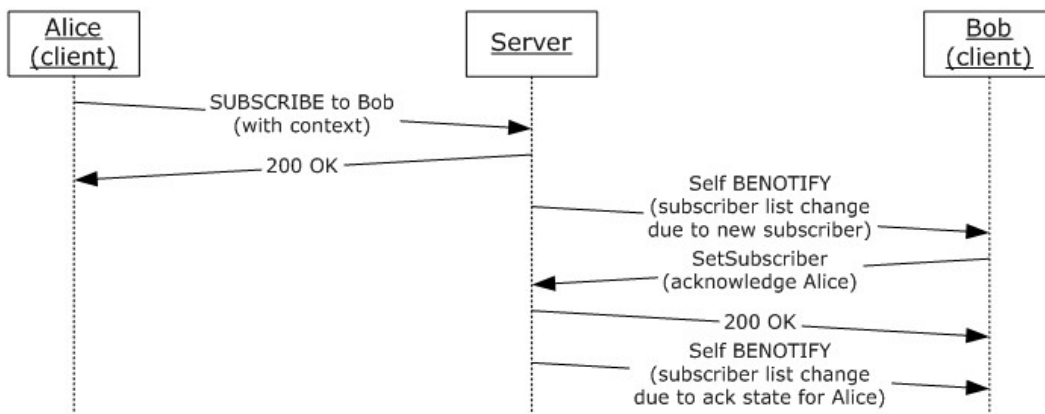 Alice
(client)
Server
Bob
(client)
SUBSCRIBE to Bob
(with context)
200 OK
Self BENOTIFY
(subscriber list change
due to new subscriber)
SetSubscriber
(acknowledge Alice)
200 OK
Self BENOTIFY
(subscriber list change
due to ack state for Alice)